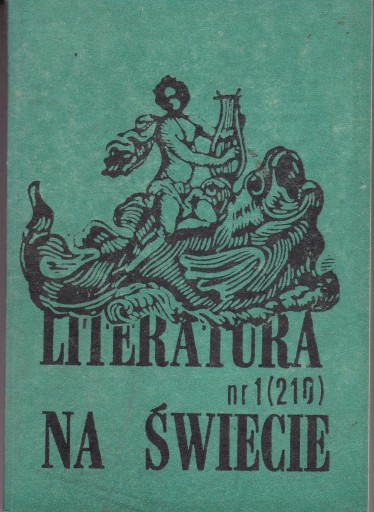 LITERATURA
nr 1(210)
NA ŚWIECIE